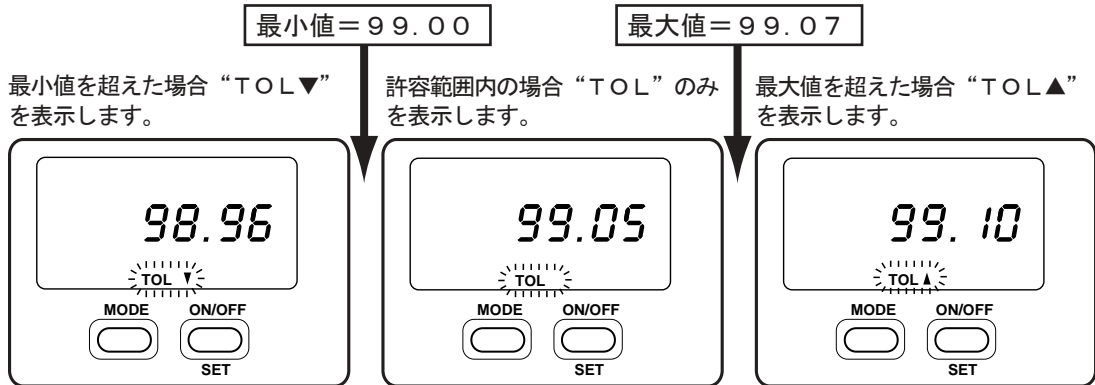 最小値＝９９.００
最大値＝９９.０７
最小値を超えた場合“ＴＯＬ▼”
を表示します。
許容範囲内の場合“ＴＯＬ”のみ
を表示します。
最大値を超えた場合“ＴＯＬ▲”
を表示します。
98.96
TOL ▼
MODE ON/OFF
SET
99.05
TOL
MODE ON/OFF
SET
99.10
TOL▲
MODE ON/OFF
SET